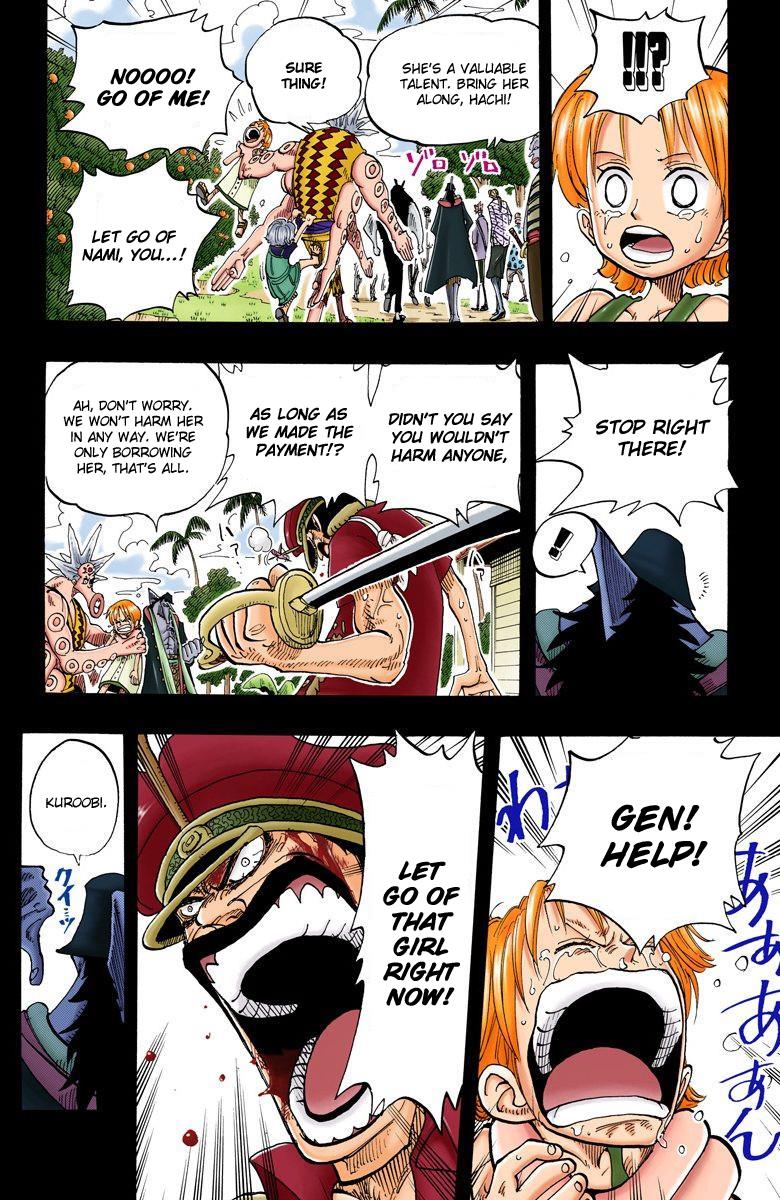 !!?
SHE'S A VALUABLE
TALENT. BRING HER
ALONG, HACHI!
SURE
THING!
NOOOO!
GO OF ME!
LET GO OF
NAMI, YOU...!
ゾロ ゾロ
STOP RIGHT
THERE!
!
DIDN'T YOU SAY
YOU WOULDN'T
HARM ANYONE,
AS LONG AS
WE MADE THE
PAYMENT!?
AH, DON'T WORRY.
WE WON'T HARM HER
IN ANY WAY. WE'RE
ONLY BORROWING
HER, THAT'S ALL.
GEN!
HELP!
わ
あああぁん
LET
GO OF
THAT
GIRL
RIGHT
NOW!
KUROOBI.
クイッ